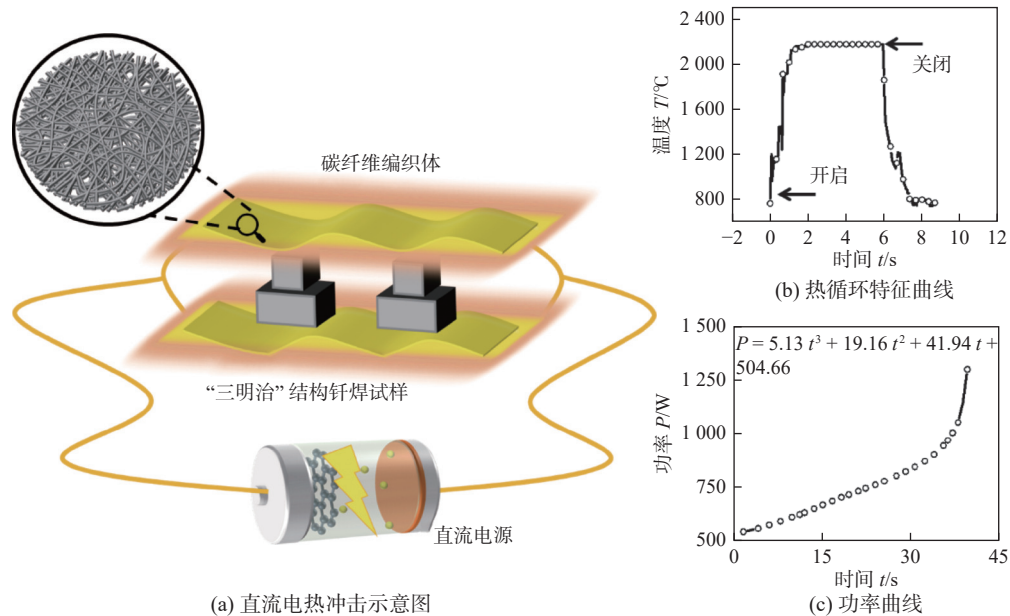 碳纤维编织体
“三明治” 结构钎焊试样
直流电源
(a) 直流电热冲击示意图
温度 T/℃
2 400
2 000
1 600
1 200
800
关闭
开启
−2 0 2 4 6 8 10 12
时间 t/s
(b) 热循环特征曲线
功率 P/W
1 500
1 250
1 000
750
500
P = 5.13 t³ + 19.16 t² + 41.94 t +
504.66
0 15 30 45
时间 t/s
(c) 功率曲线